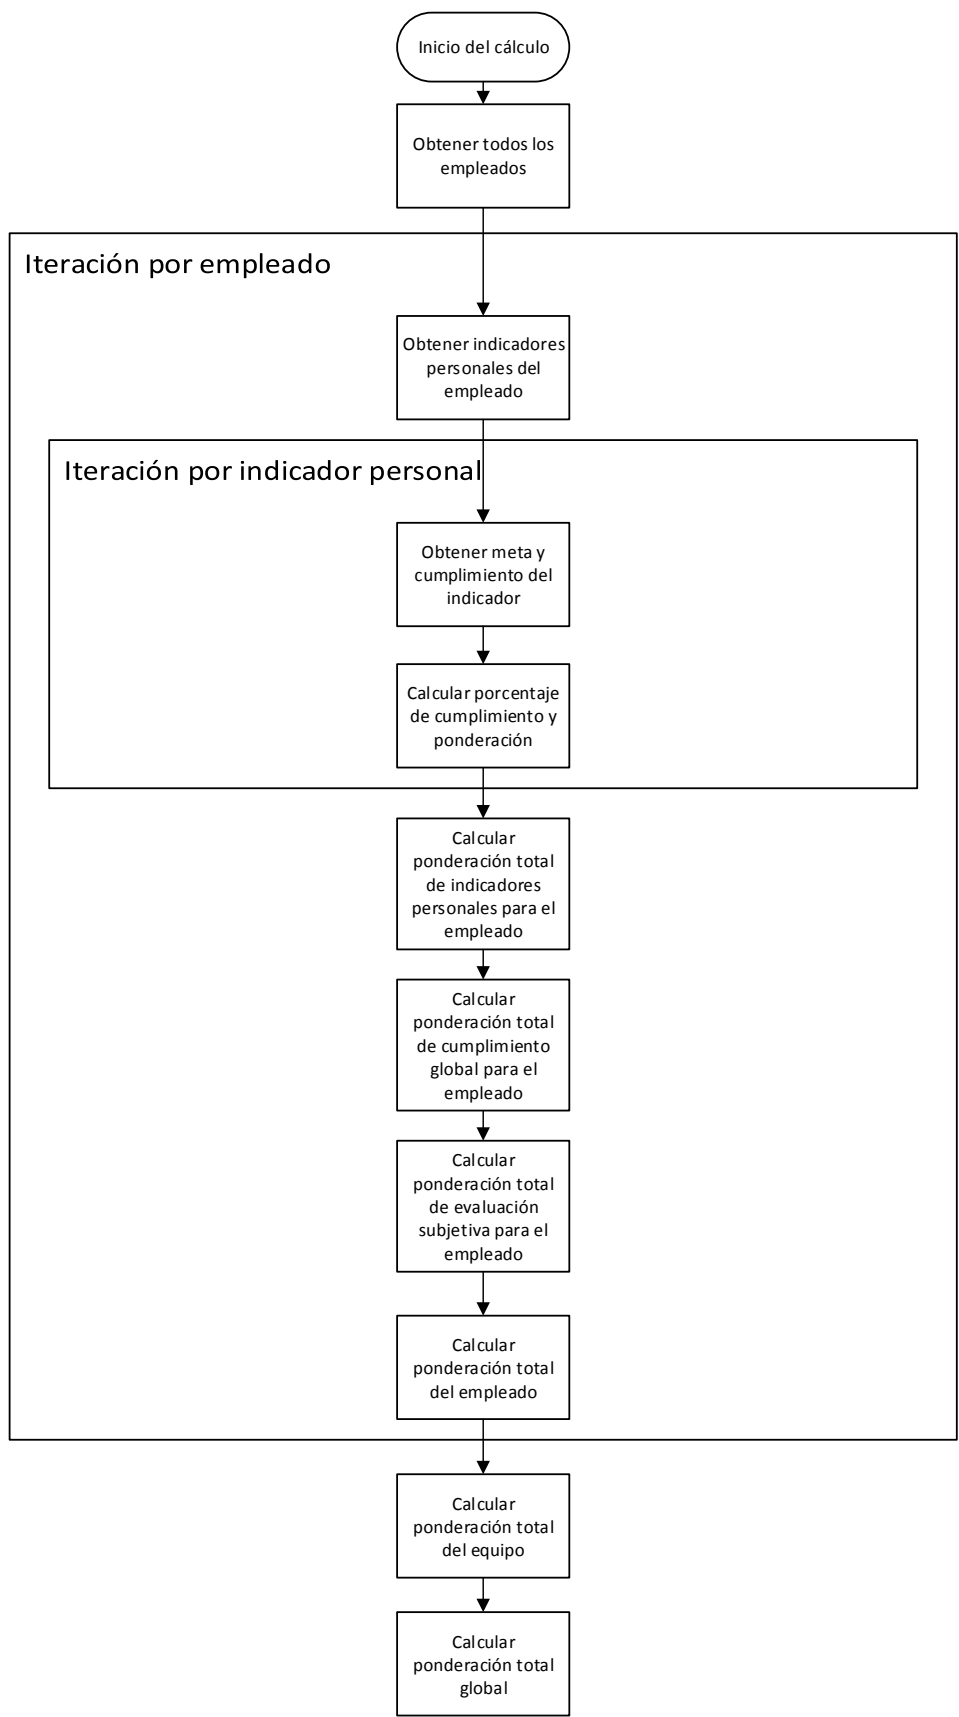 Inicio del cálculo
Obtener todos los
empleados
Iteración por empleado
Obtener indicadores
personales del
empleado
Iteración por indicador personal
Obtener meta y
cumplimiento del
indicador
Calcular porcentaje
de cumplimiento y
ponderación
Calcular
ponderación total
de indicadores
personales para el
empleado
Calcular
ponderación total
de cumplimiento
global para el
empleado
Calcular
ponderación total
de evaluación
subjetiva para el
empleado
Calcular
ponderación total
del empleado
Calcular
ponderación total
del equipo
Calcular
ponderación total
global